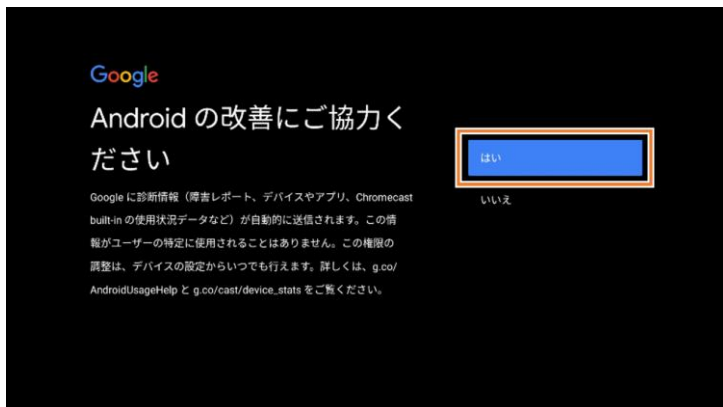 Google
Android の改善にご協力く
ださい
Google に診断情報（障害レポート、デバイスやアプリ、Chromecast
built-in の使用状況データなど）が自動的に送信されます。この情
報がユーザーの特定に使用されることはありません。この権限の
調整は、デバイスの設定からいつでも行えます。詳しくは、g.co/
AndroidUsageHelp と g.co/cast/device_stats をご覧ください。
はい
いいえ